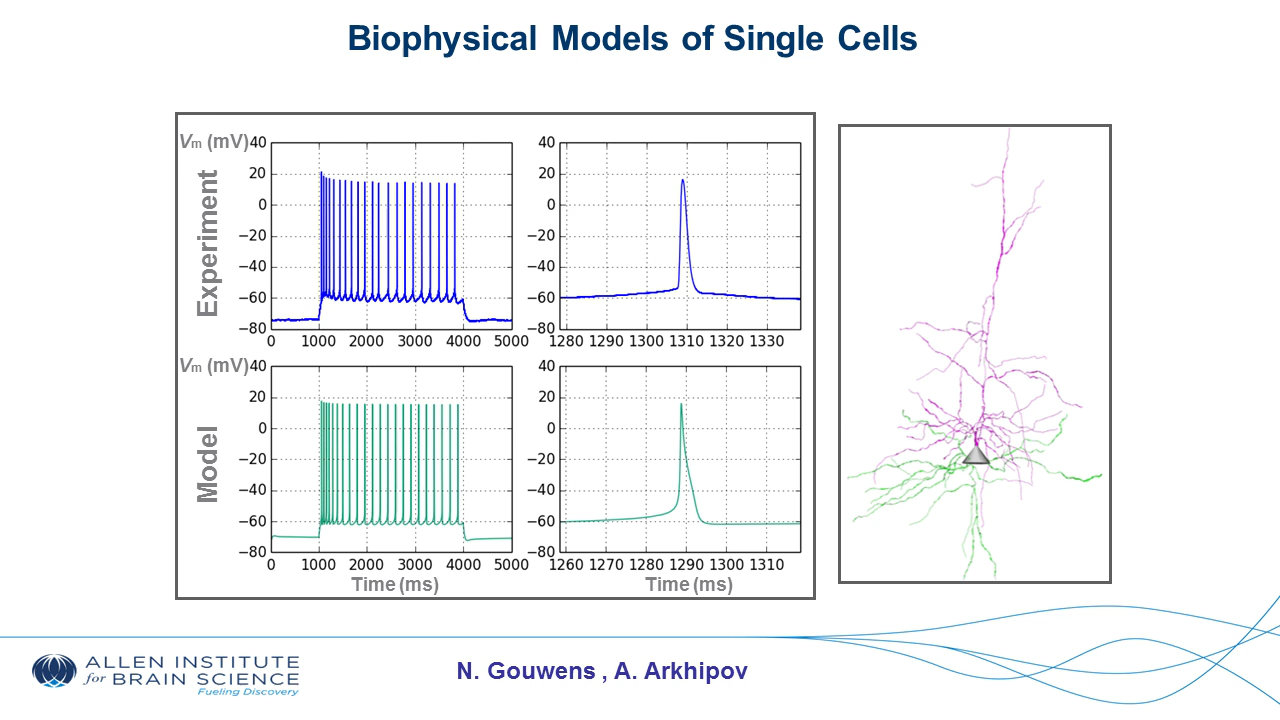 Biophysical Models of Single Cells
Vm (mV)
Experiment
40
20
0
−20
−40
−60
−80
0 1000 2000 3000 4000 5000
40
20
0
−20
−40
−60
−80
1280 1290 1300 1310 1320 1330
Vm (mV)
Model
40
20
0
−20
−40
−60
−80
0 1000 2000 3000 4000 5000
Time (ms)
40
20
0
−20
−40
−60
−80
1260 1270 1280 1290 1300 1310
Time (ms)
ALLEN INSTITUTE
for BRAIN SCIENCE
Fueling Discovery
N. Gouwens , A. Arkhipov